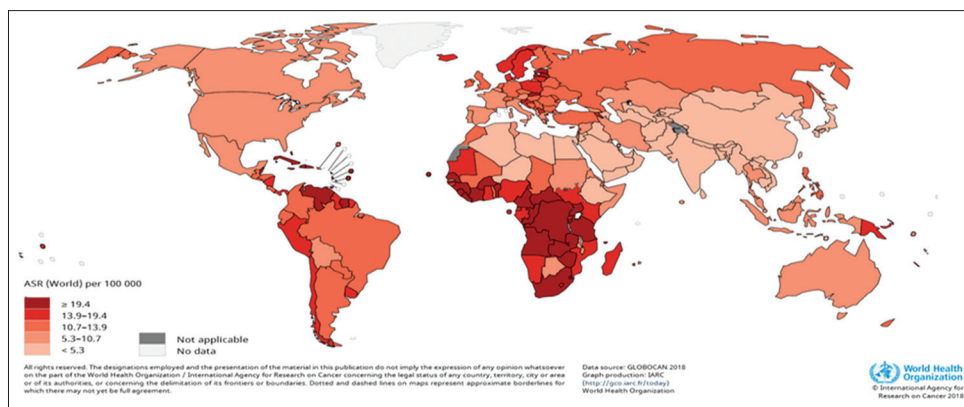 ASR (World) per 100 000
≥ 19.4
13.9–19.4
10.7–13.9
5.3–10.7
< 5.3
Not applicable
No data
All rights reserved. The designations employed and the presentation of the material in this publication do not imply the expression of any opinion whatsoever
on the part of the World Health Organization / International Agency for Research on Cancer concerning the legal status of any country, territory, city or area
or of its authorities, or concerning the delimitation of its frontiers or boundaries. Dotted and dashed lines on maps represent approximate borderlines for
which there may not yet be full agreement.
Data source: GLOBOCAN 2018
Graph production: IARC
(http://gco.iarc.fr/today)
World Health Organization
World Health
Organization
© International Agency for
Research on Cancer 2018